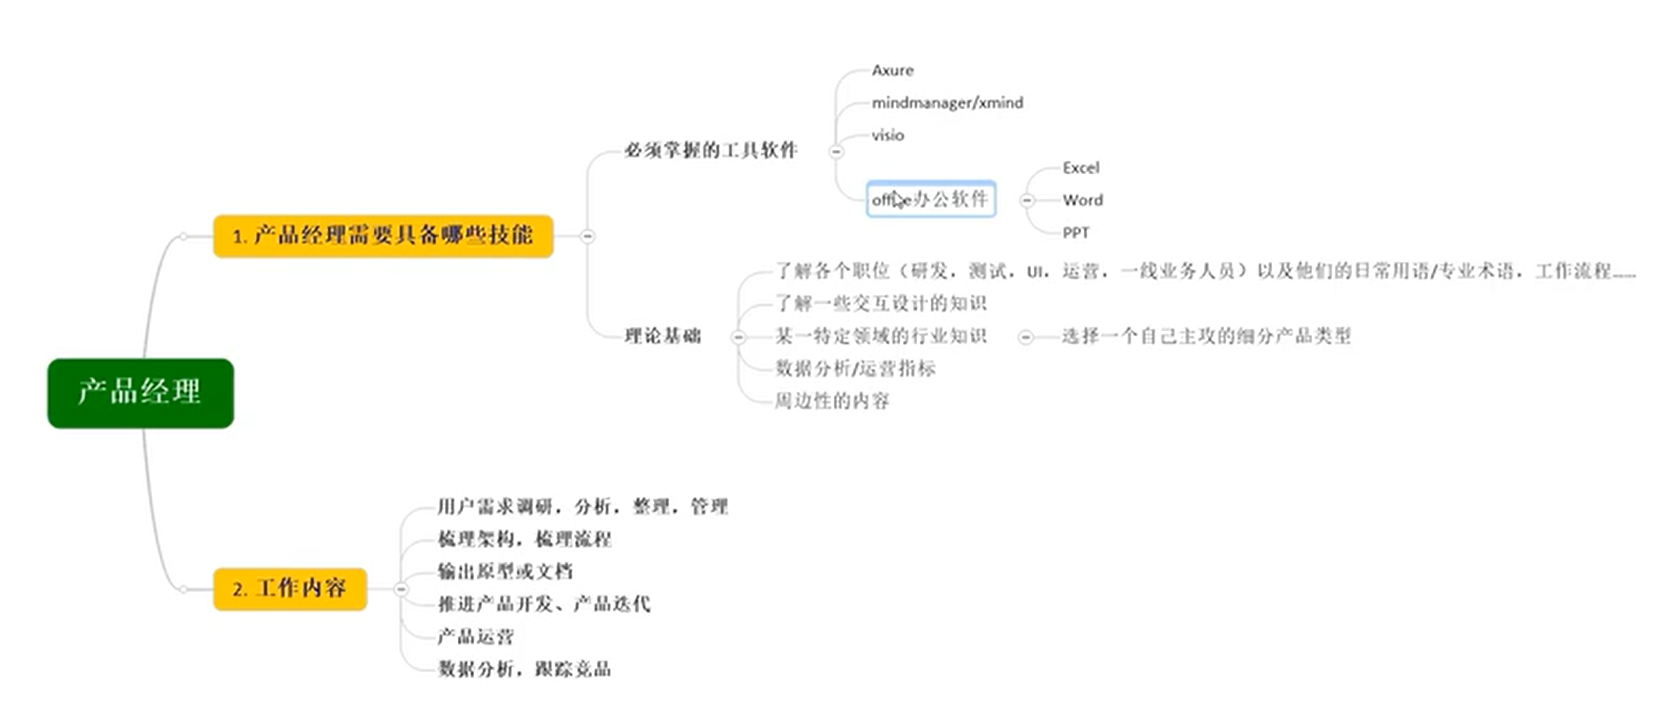 产品经理
1. 产品经理需要具备哪些技能
必须掌握的工具软件
Axure
mindmanager/xmind
visio
office办公软件
Excel
Word
PPT
理论基础
了解各个职位（研发，测试，UI，运营，一线业务人员）以及他们的日常用语/专业术语，工作流程......
了解一些交互设计的知识
某一特定领域的行业知识
选择一个自己主攻的细分产品类型
数据分析/运营指标
周边性的内容
2. 工作内容
用户需求调研，分析，整理，管理
梳理架构，梳理流程
输出原型或文档
推进产品开发、产品迭代
产品运营
数据分析，跟踪竞品